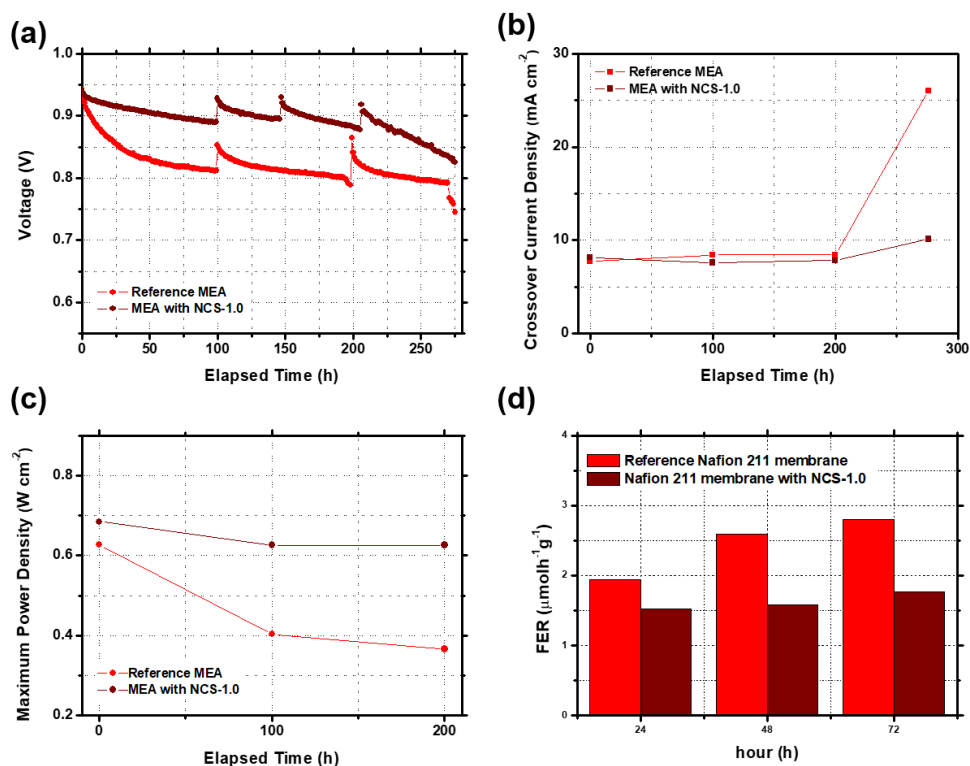 (a)
1.0
0.9
0.8
0.7
0.6
Voltage (V)
Reference MEA
MEA with NCS-1.0
0 50 100 150 200 250
Elapsed Time (h)
(b)
30
20
10
0
Crossover Current Density (mA cm-2)
Reference MEA
MEA with NCS-1.0
0 100 200 300
Elapsed Time (h)
(c)
0.8
0.6
0.4
0.2
Maximum Power Density (W cm-2)
Reference MEA
MEA with NCS-1.0
0 100 200
Elapsed Time (h)
(d)
4
3
2
1
0
FER (μmolh-1g-1)
Reference Nafion 211 membrane
Nafion 211 membrane with NCS-1.0
24 48 72
hour (h)